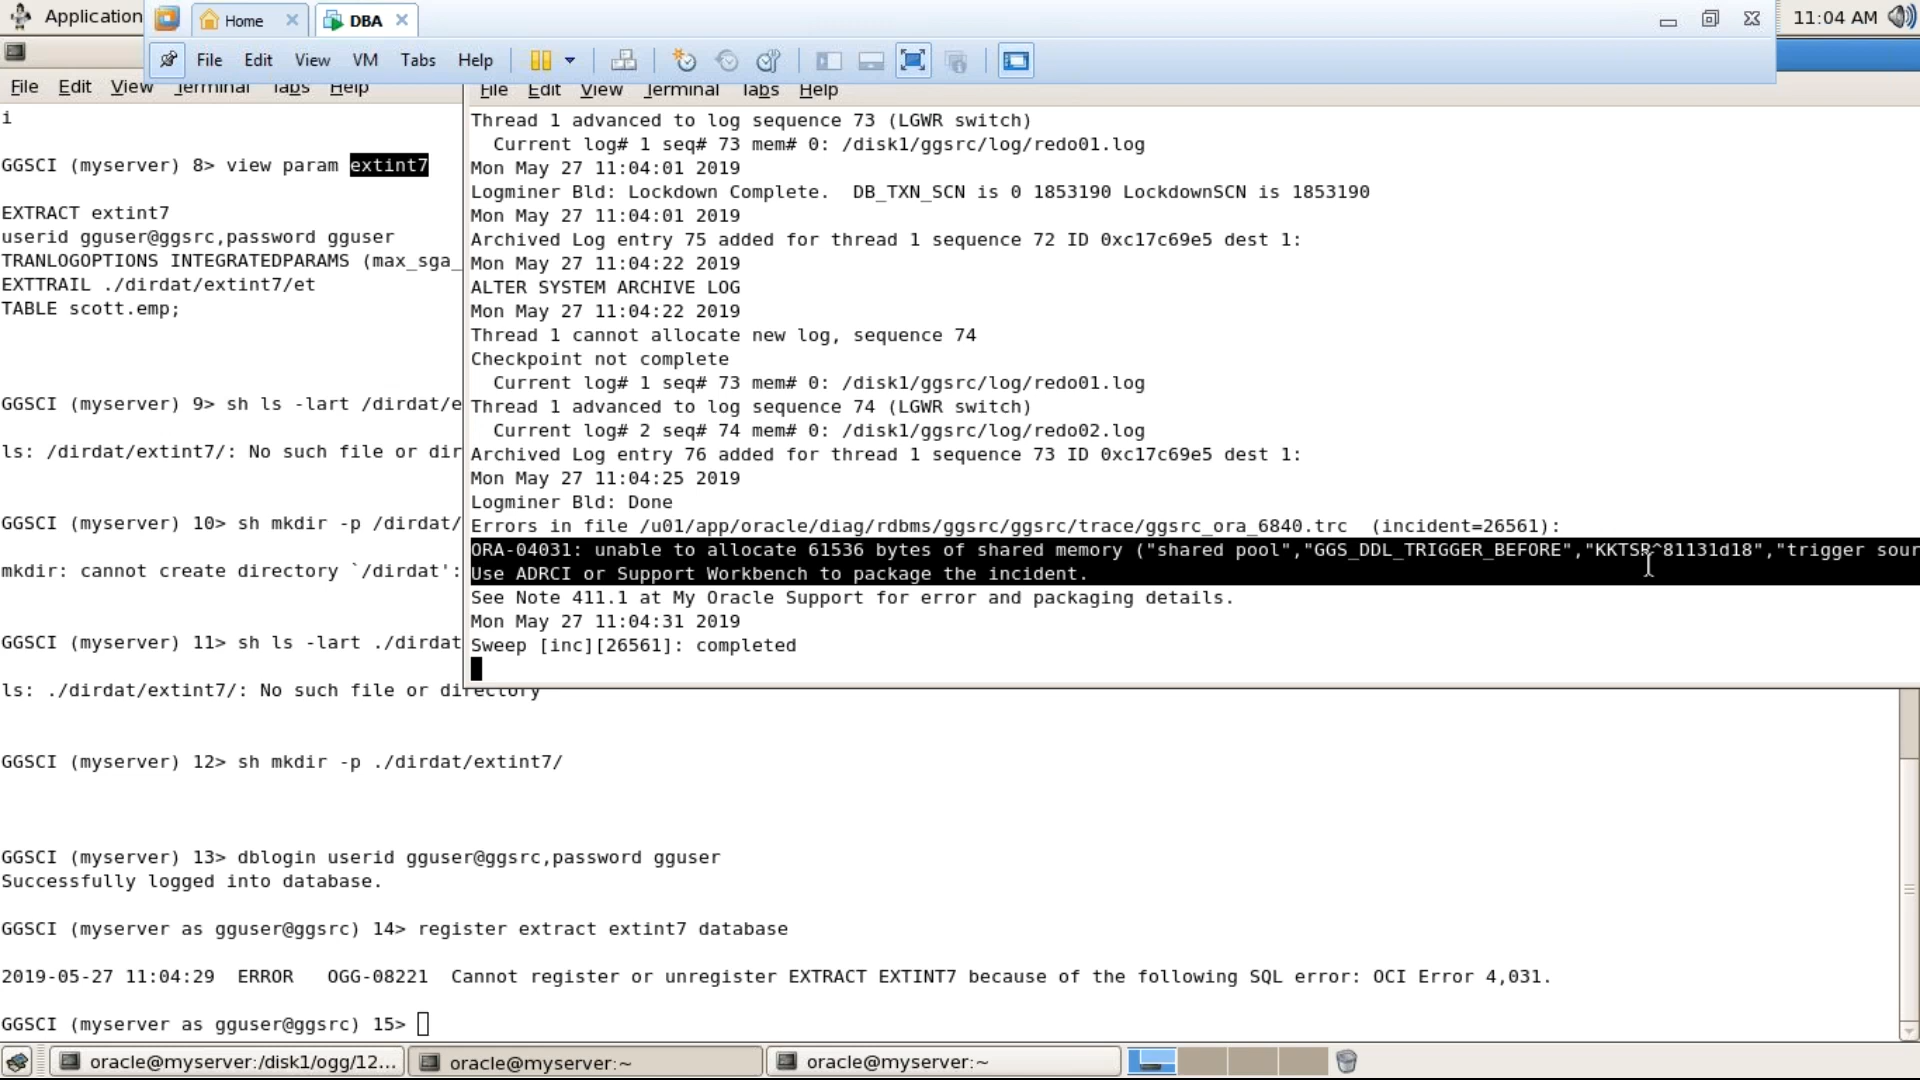 Application
Home
DBA
11:04 AM
File Edit View VM Tabs Help
File Edit View Terminal Tabs Help
i
GGSCI (myserver) 8> view param extint7
EXTRACT extint7
userid gguser@ggsrc,password gguser
TRANLOGOPTIONS INTEGRATEDPARAMS (max_sga_
EXTTRAIL ./dirdat/extint7/et
TABLE scott.emp;
GGSCI (myserver) 9> sh ls -lart /dirdat/e
ls: /dirdat/extint7/: No such file or dir
GGSCI (myserver) 10> sh mkdir -p /dirdat/
mkdir: cannot create directory `/dirdat':
GGSCI (myserver) 11> sh ls -lart ./dirdat
ls: ./dirdat/extint7/: No such file or directory
GGSCI (myserver) 12> sh mkdir -p ./dirdat/extint7/
GGSCI (myserver) 13> dblogin userid gguser@ggsrc,password gguser
Successfully logged into database.
GGSCI (myserver as gguser@ggsrc) 14> register extract extint7 database
2019-05-27 11:04:29 ERROR OGG-08221 Cannot register or unregister EXTRACT EXTINT7 because of the following SQL error: OCI Error 4,031.
GGSCI (myserver as gguser@ggsrc) 15>
File Edit View Terminal Tabs Help
Thread 1 advanced to log sequence 73 (LGWR switch)
Current log# 1 seq# 73 mem# 0: /disk1/ggsrc/log/redo01.log
Mon May 27 11:04:01 2019
Logminer Bld: Lockdown Complete. DB_TXN_SCN is 0 1853190 LockdownSCN is 1853190
Mon May 27 11:04:01 2019
Archived Log entry 75 added for thread 1 sequence 72 ID 0xc17c69e5 dest 1:
Mon May 27 11:04:22 2019
ALTER SYSTEM ARCHIVE LOG
Mon May 27 11:04:22 2019
Thread 1 cannot allocate new log, sequence 74
Checkpoint not complete
Current log# 1 seq# 73 mem# 0: /disk1/ggsrc/log/redo01.log
Thread 1 advanced to log sequence 74 (LGWR switch)
Current log# 2 seq# 74 mem# 0: /disk1/ggsrc/log/redo02.log
Archived Log entry 76 added for thread 1 sequence 73 ID 0xc17c69e5 dest 1:
Mon May 27 11:04:25 2019
Logminer Bld: Done
Errors in file /u01/app/oracle/diag/rdbms/ggsrc/ggsrc/trace/ggsrc_ora_6840.trc (incident=26561):
ORA-04031: unable to allocate 61536 bytes of shared memory ("shared pool","GGS_DDL_TRIGGER_BEFORE","KKTSR^81131d18","trigger sour
Use ADRCI or Support Workbench to package the incident.
See Note 411.1 at My Oracle Support for error and packaging details.
Mon May 27 11:04:31 2019
Sweep [inc][26561]: completed
oracle@myserver:/disk1/ogg/12...
oracle@myserver:~
oracle@myserver:~